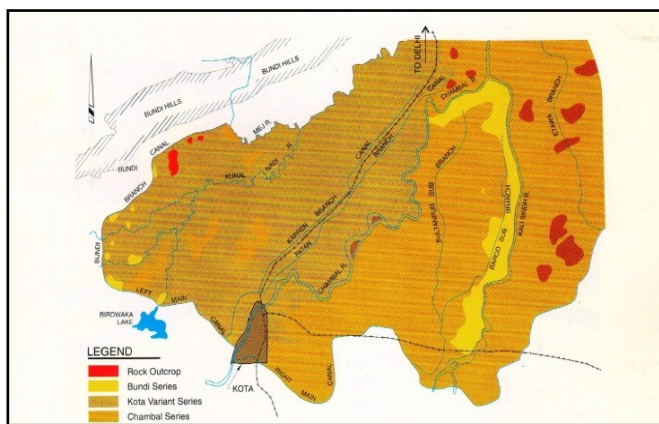 TO DELHI
BUNDI HILLS
BUNDI HILLS
BUNDI
CANAL
BRANCH
BUNDI
LEFT
MAIN
CANAL
BIRDWAKA
LAKE
MEJ R.
KURAL
NADI
R.
KAPREN BRANCH
CANAL
PATAN
BRANCH
CHAMBAL R.
CANAL
CHAMBAL R.
SULTANPUR SUB
BRANCH
SUB
BRANCH
KALI SINDH R.
BRANCH
KOTA
RIGHT
MAIN
CANAL
LEGEND
Rock Outcrop
Bundi Series
Kota Variant Series
Chambal Series